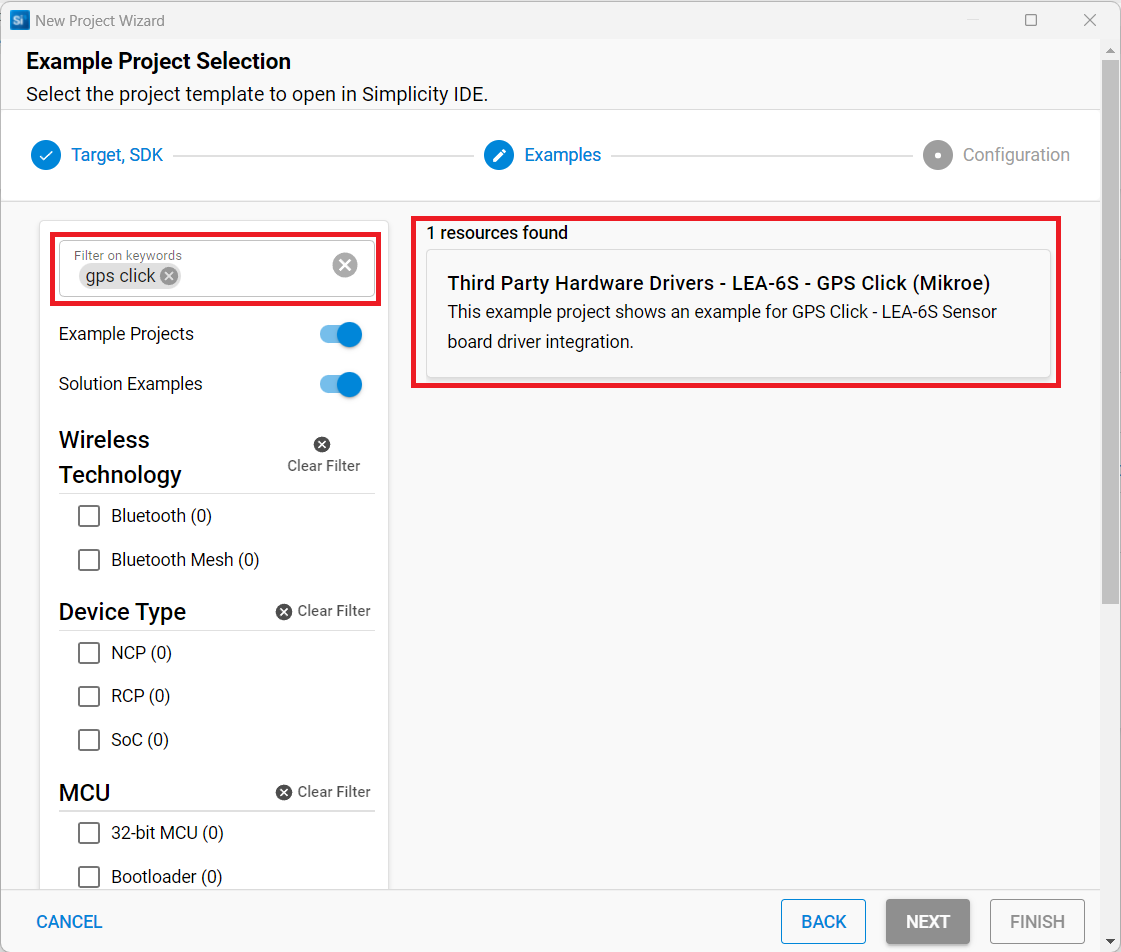 Si New Project Wizard
Example Project Selection
Select the project template to open in Simplicity IDE.
Target, SDK
Examples
Configuration
Filter on keywords
gps click
Example Projects
Solution Examples
Wireless
Technology
Clear Filter
Bluetooth (0)
Bluetooth Mesh (0)
Device Type
Clear Filter
NCP (0)
RCP (0)
SoC (0)
MCU
Clear Filter
32-bit MCU (0)
Bootloader (0)
1 resources found
Third Party Hardware Drivers - LEA-6S - GPS Click (Mikroe)
This example project shows an example for GPS Click - LEA-6S Sensor
board driver integration.
CANCEL
BACK
NEXT
FINISH